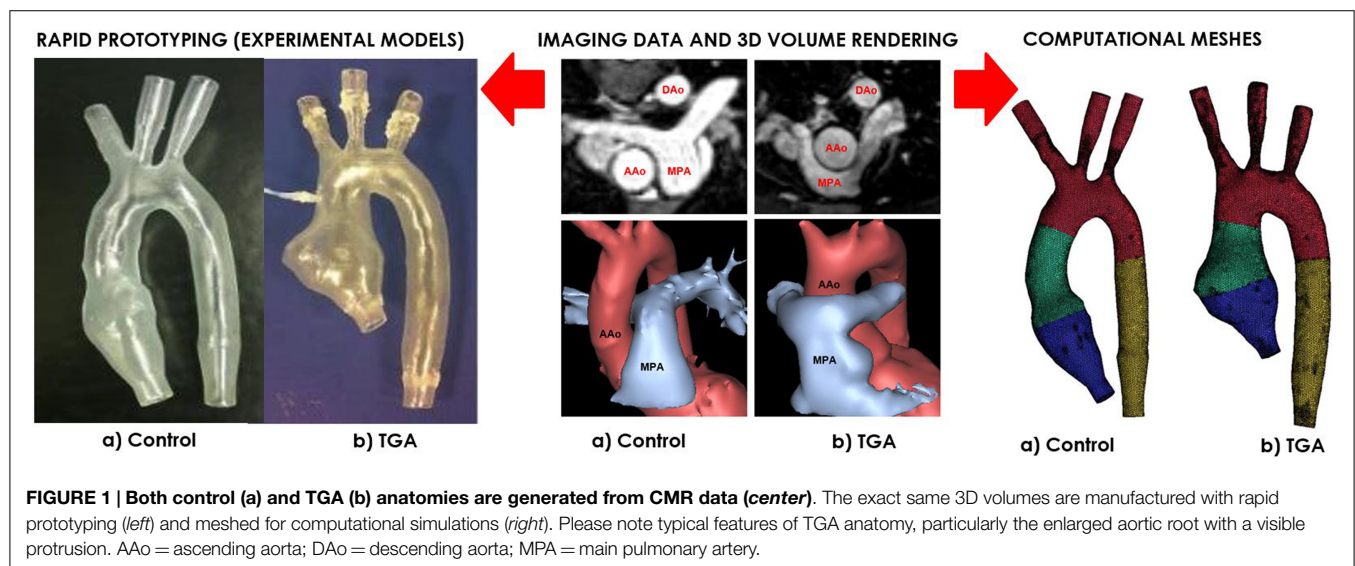 RAPID PROTOTYPING (EXPERIMENTAL MODELS)
IMAGING DATA AND 3D VOLUME RENDERING
COMPUTATIONAL MESHES
DAo
AAo
MPA
DAo
AAo
MPA
AAo
MPA
AAo
MPA
a) Control
b) TGA
a) Control
b) TGA
a) Control
b) TGA
FIGURE 1 | Both control (a) and TGA (b) anatomies are generated from CMR data (center). The exact same 3D volumes are manufactured with rapid
prototyping (left) and meshed for computational simulations (right). Please note typical features of TGA anatomy, particularly the enlarged aortic root with a visible
protrusion. AAo = ascending aorta; DAo = descending aorta; MPA = main pulmonary artery.